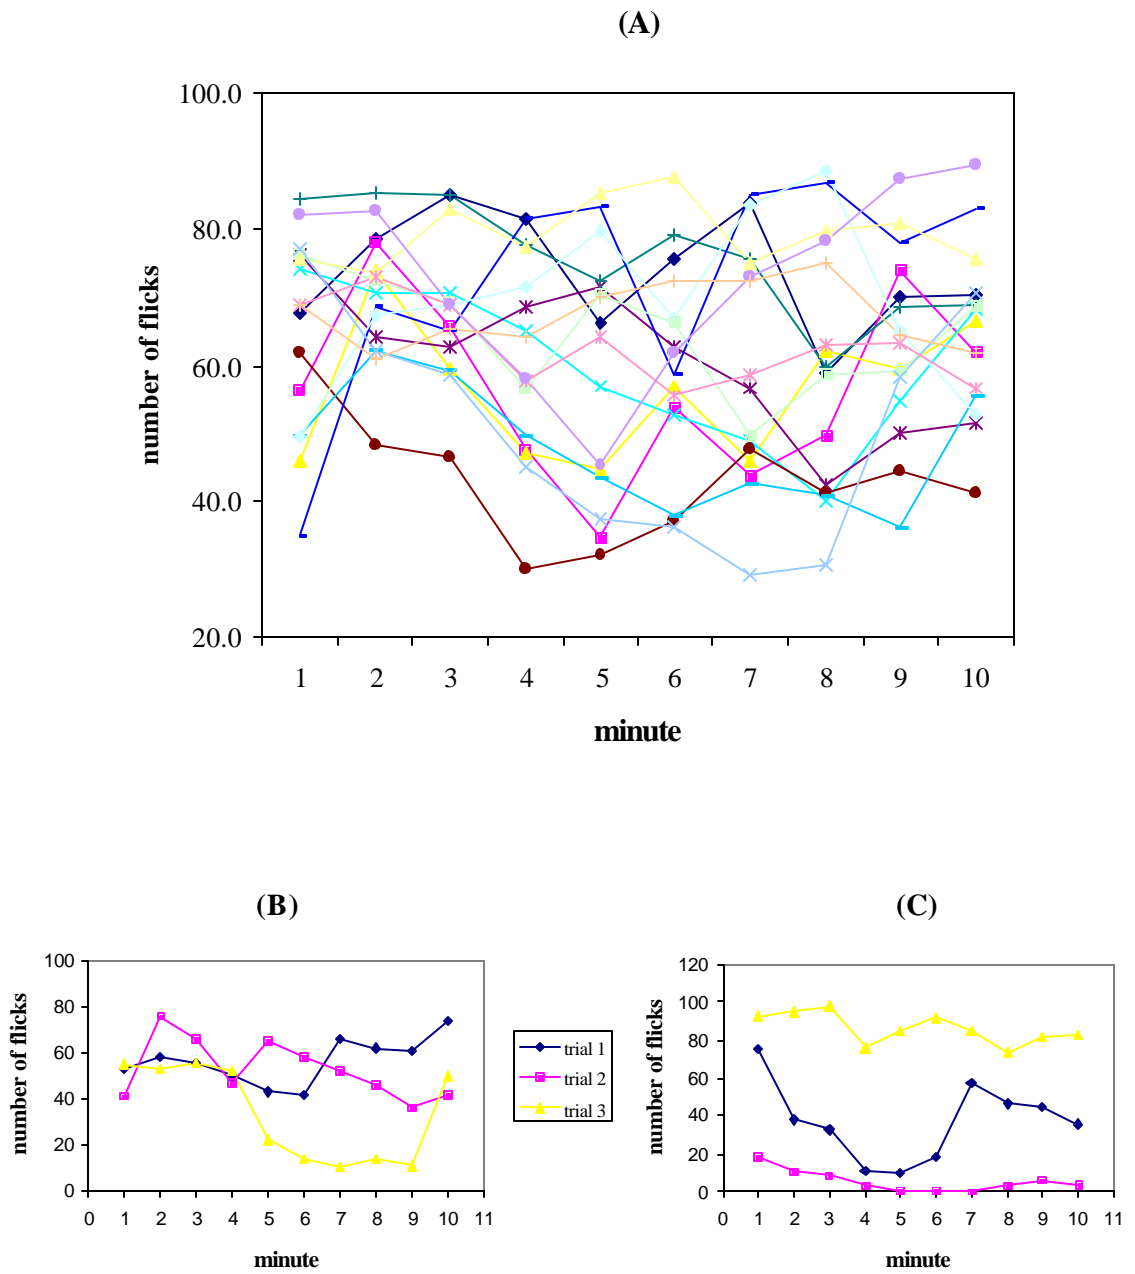 (A)
100.0
80.0
60.0
40.0
20.0
number of flicks
1 2 3 4 5 6 7 8 9 10
minute
(B)
100
80
60
40
20
0
number of flicks
0 1 2 3 4 5 6 7 8 9 10 11
minute
trial 1
trial 2
trial 3
(C)
120
100
80
60
40
20
0
number of flicks
0 1 2 3 4 5 6 7 8 9 10 11
minute